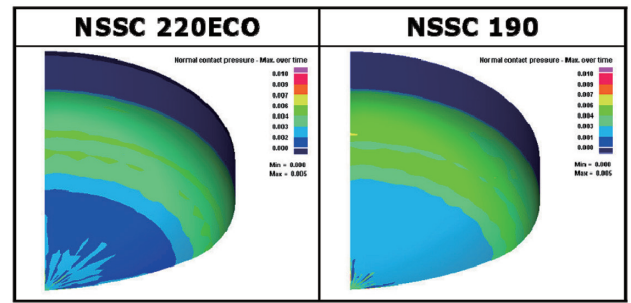 NSSC 220ECO
NSSC 190
Normal contact pressure - Max. over time
0.010
0.009
0.007
0.006
0.004
0.003
0.002
0.000
Min = 0.000
Max = 0.005
Normal contact pressure - Max. over time
0.010
0.009
0.007
0.006
0.004
0.003
0.001
0.000
Min = 0.000
Max = 0.005